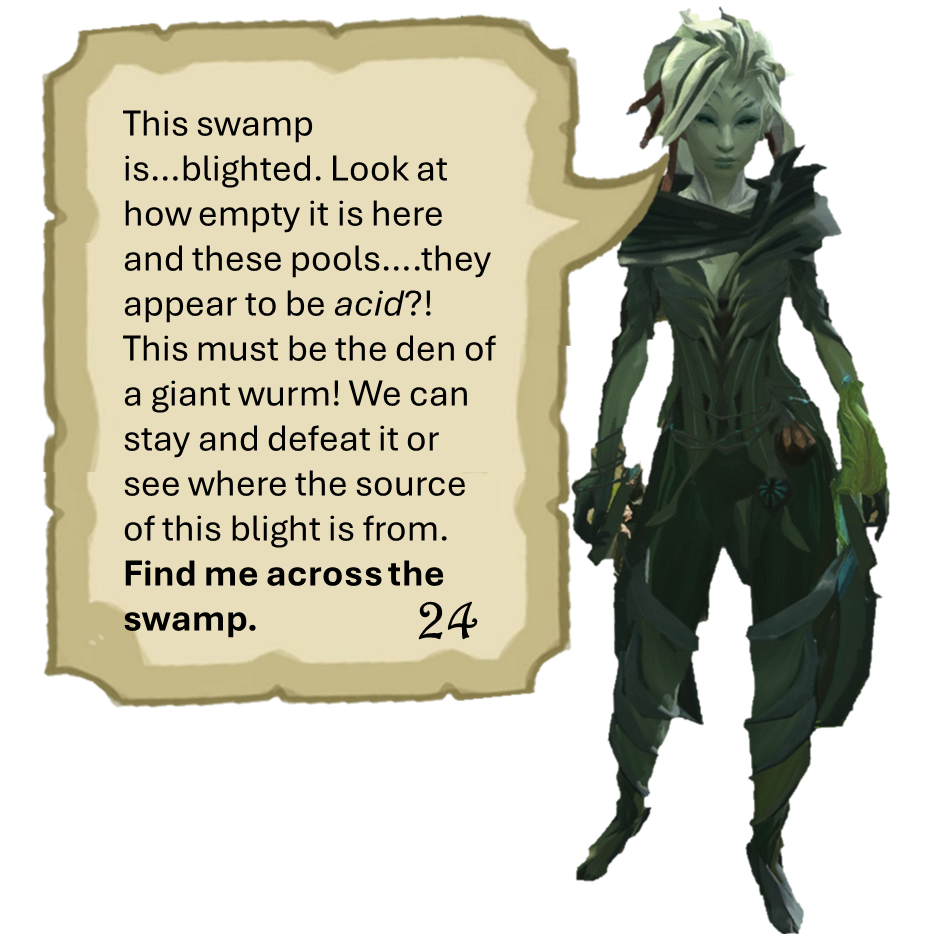 This swamp
is...blighted. Look at
how empty it is here
and these pools....they
appear to be acid?!
This must be the den of
a giant wurm! We can
stay and defeat it or
see where the source
of this blight is from.
Find me across the
swamp.
24